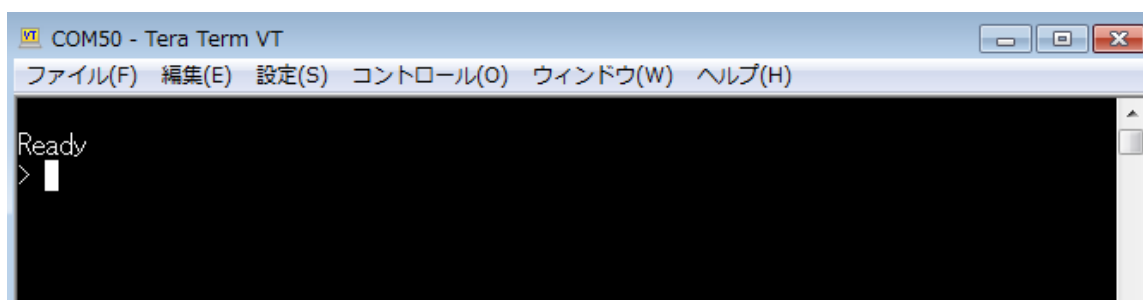 VT COM50 - Tera Term VT
ファイル(F) 編集(E) 設定(S) コントロール(O) ウィンドウ(W) ヘルプ(H)
Ready
>